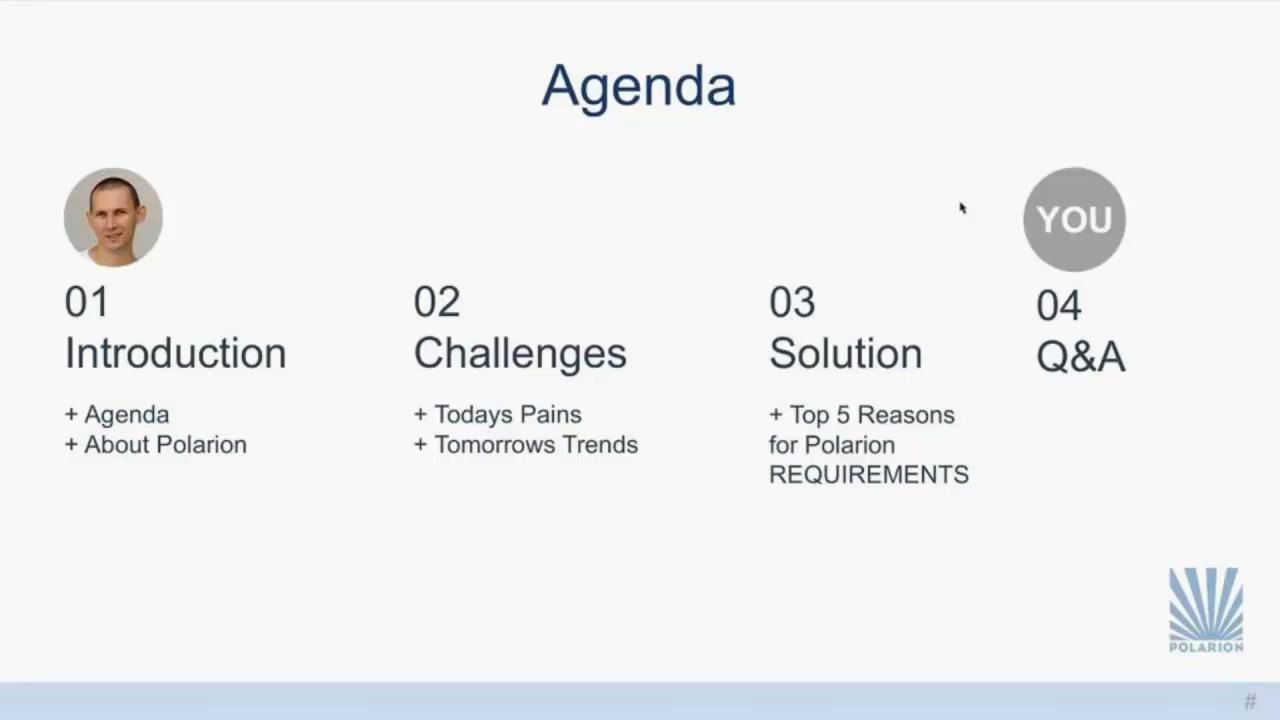 Agenda
YOU
01
Introduction
+ Agenda
+ About Polarion
02
Challenges
+ Todays Pains
+ Tomorrows Trends
03
Solution
+ Top 5 Reasons
for Polarion
REQUIREMENTS
04
Q&A
POLARION
#